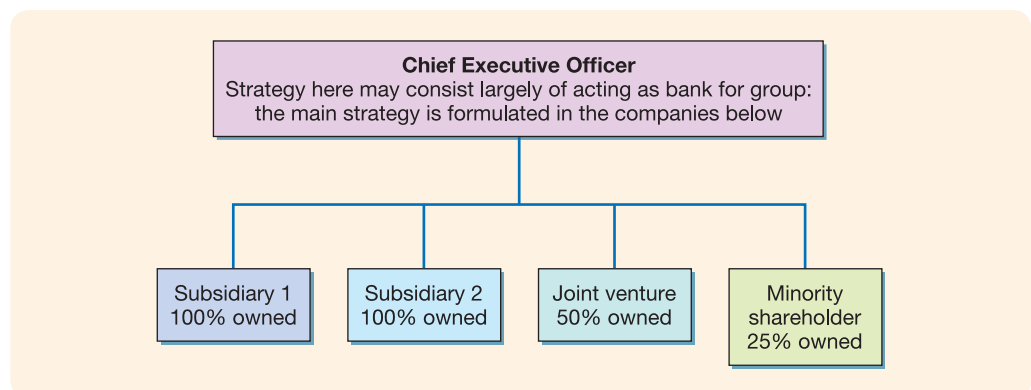 Chief Executive Officer
Strategy here may consist largely of acting as bank for group:
the main strategy is formulated in the companies below
Subsidiary 1
100% owned
Subsidiary 2
100% owned
Joint venture
50% owned
Minority
shareholder
25% owned